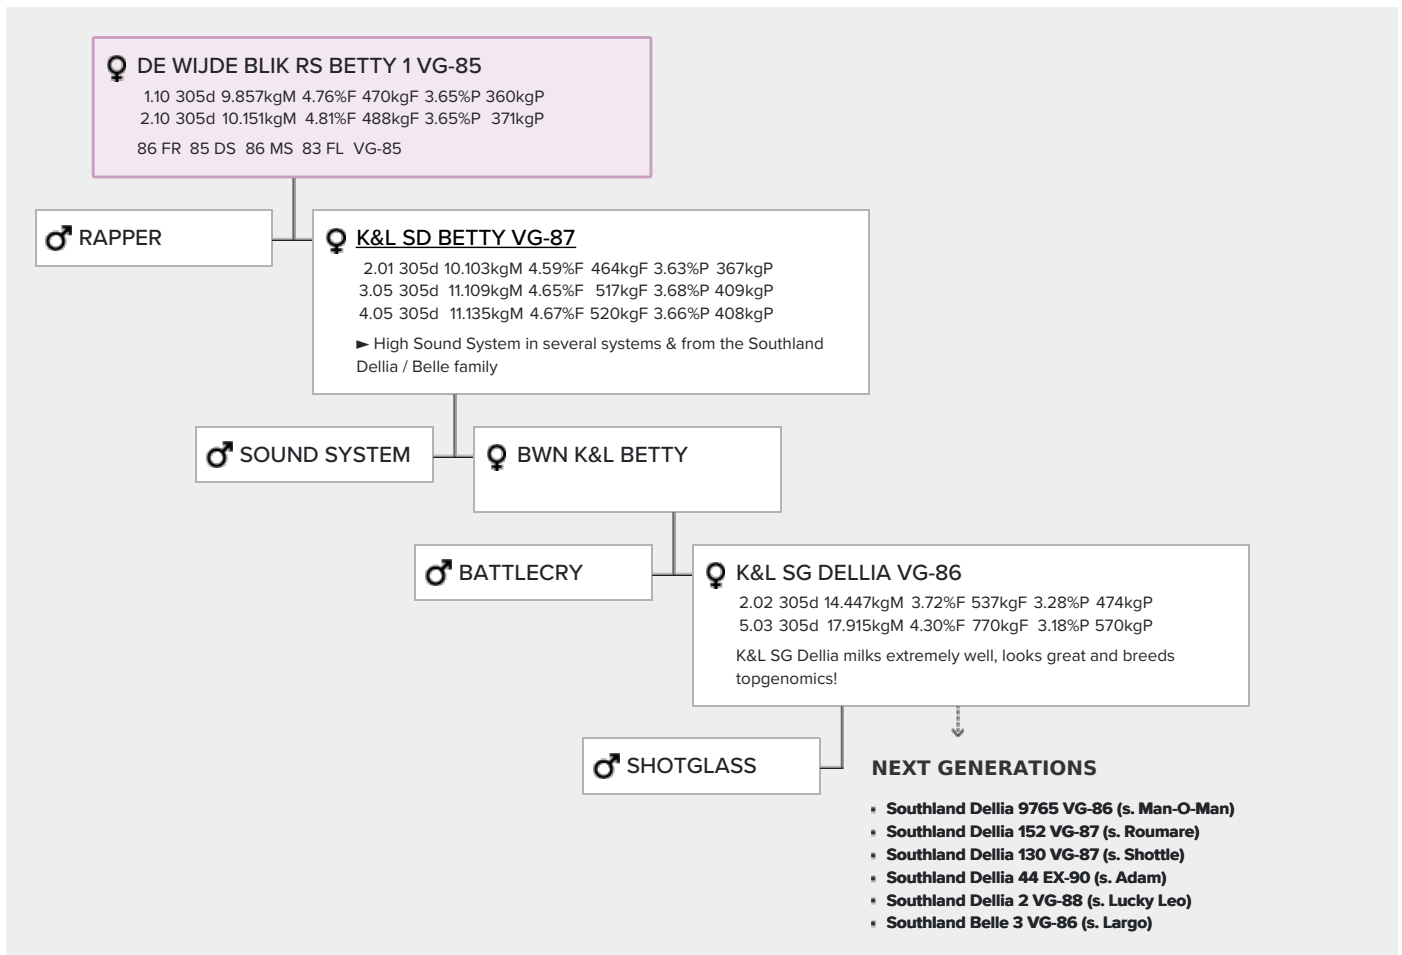 DE WIJDE BLIK RS BETTY 1 VG-85
1.10 305d 9.857kgM 4.76%F 470kgF 3.65%P 360kgP
2.10 305d 10.151kgM 4.81%F 488kgF 3.65%P 371kgP
86 FR 85 DS 86 MS 83 FL VG-85
RAPPER
K&L SD BETTY VG-87
2.01 305d 10.103kgM 4.59%F 464kgF 3.63%P 367kgP
3.05 305d 11.109kgM 4.65%F 517kgF 3.68%P 409kgP
4.05 305d 11.135kgM 4.67%F 520kgF 3.66%P 408kgP
► High Sound System in several systems & from the Southland
Dellia / Belle family
SOUND SYSTEM
BWN K&L BETTY
BATTLECRY
K&L SG DELLIA VG-86
2.02 305d 14.447kgM 3.72%F 537kgF 3.28%P 474kgP
5.03 305d 17.915kgM 4.30%F 770kgF 3.18%P 570kgP
K&L SG Dellia milks extremely well, looks great and breeds
topgenomics!
SHOTGLASS
NEXT GENERATIONS
Southland Dellia 9765 VG-86 (s. Man-O-Man)
Southland Dellia 152 VG-87 (s. Roumare)
Southland Dellia 130 VG-87 (s. Shottle)
Southland Dellia 44 EX-90 (s. Adam)
Southland Dellia 2 VG-88 (s. Lucky Leo)
Southland Belle 3 VG-86 (s. Largo)